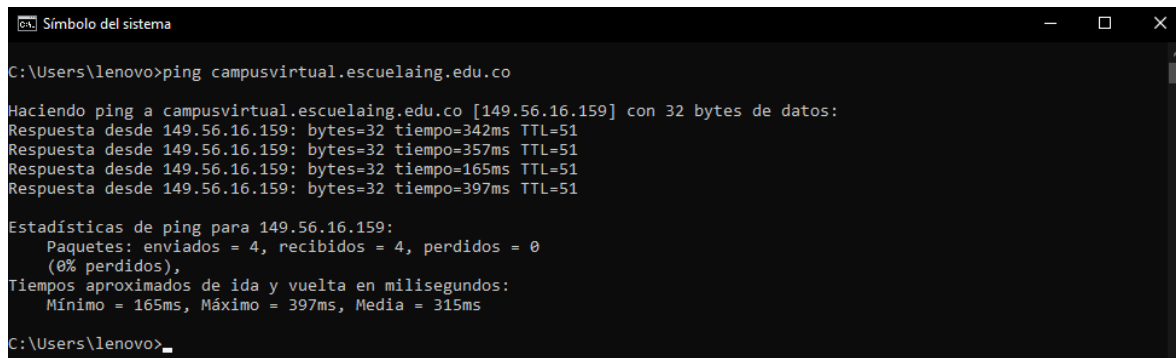 Símbolo del sistema
C:\Users\lenovo>ping campusvirtual.escuelaing.edu.co
Haciendo ping a campusvirtual.escuelaing.edu.co [149.56.16.159] con 32 bytes de datos:
Respuesta desde 149.56.16.159: bytes=32 tiempo=342ms TTL=51
Respuesta desde 149.56.16.159: bytes=32 tiempo=357ms TTL=51
Respuesta desde 149.56.16.159: bytes=32 tiempo=165ms TTL=51
Respuesta desde 149.56.16.159: bytes=32 tiempo=397ms TTL=51
Estadísticas de ping para 149.56.16.159:
    Paquetes: enviados = 4, recibidos = 4, perdidos = 0
    (0% perdidos),
Tiempos aproximados de ida y vuelta en milisegundos:
    Mínimo = 165ms, Máximo = 397ms, Media = 315ms
C:\Users\lenovo>